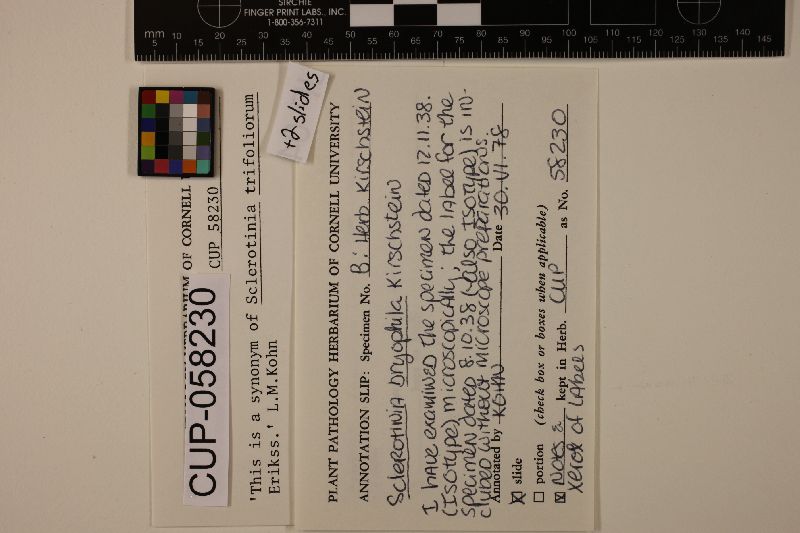 SIRCHIE
FINGER PRINT LABS., INC.
1-800-356-7311
mm 5 10 15 20 25 30 35 40 45 50 55 60 65 70 75 80 85 90 95 100 105 110 115 120 125 130 135 140 145
+2 slides
OF CORNELL
CUP 58230
CUP-058230
'This is a synonym of Sclerotinia trifoliorum
Erikss.' L.M.Kohn
PLANT PATHOLOGY HERBARIUM OF CORNELL UNIVERSITY
ANNOTATION SLIP: Specimen No. B: Herb. Kirschstein
Sclerotinia dryophila Kirschstein
I have examined the specimen dated 12.11.38.
(Isotype) microscopically; the label for the
specimen dated 8.10.38 (also Isotype) is in-
cluded without microscope preparations.
Annotated by KOHN Date 30.VI.78
☒ slide
☐ portion (check box or boxes when applicable)
☒ Notes & kept in Herb. CUP as No. 58230
xerox of labels